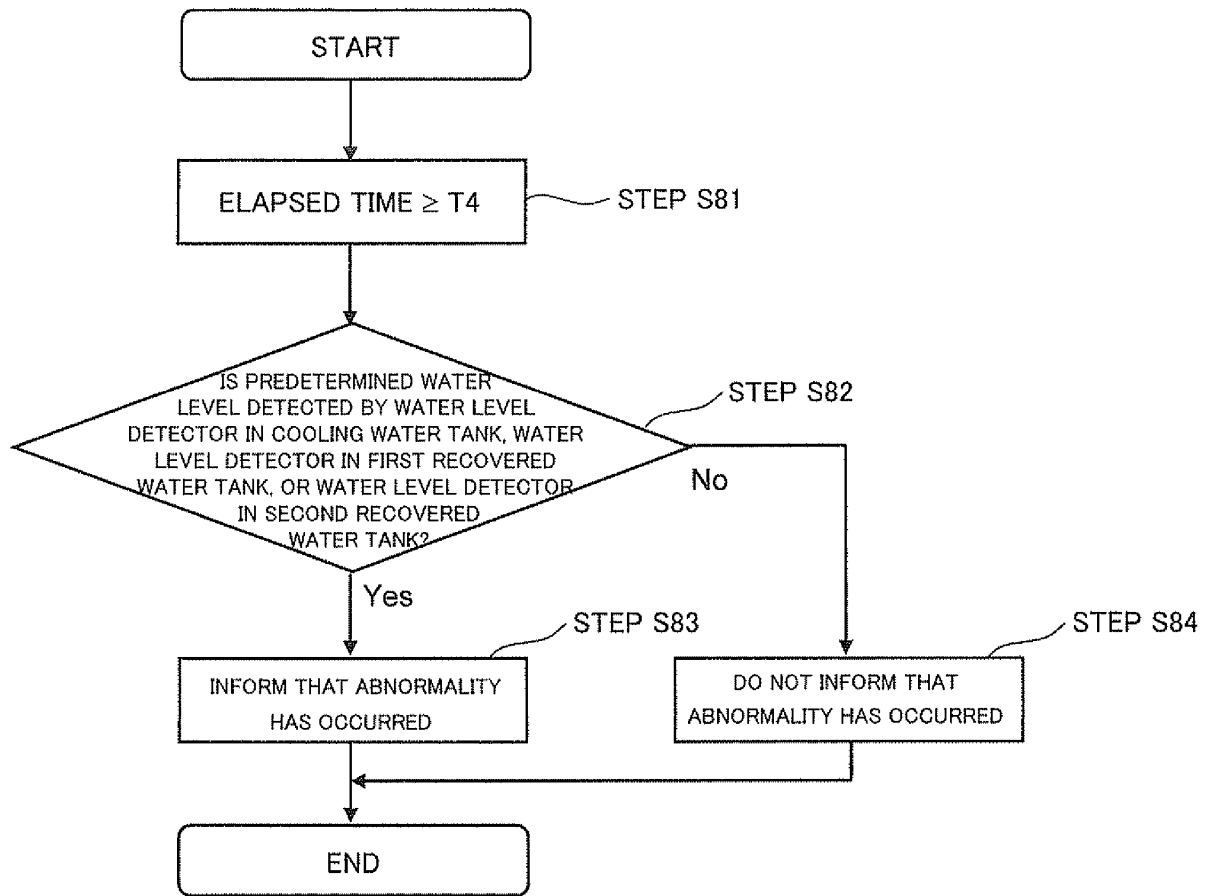 START
ELAPSED TIME ≥ T4
STEP S81
IS PREDETERMINED WATER
LEVEL DETECTED BY WATER LEVEL
DETECTOR IN COOLING WATER TANK, WATER
LEVEL DETECTOR IN FIRST RECOVERED
WATER TANK, OR WATER LEVEL DETECTOR
IN SECOND RECOVERED
WATER TANK?
STEP S82
No
Yes
STEP S83
INFORM THAT ABNORMALITY
HAS OCCURRED
STEP S84
DO NOT INFORM THAT
ABNORMALITY HAS OCCURRED
END